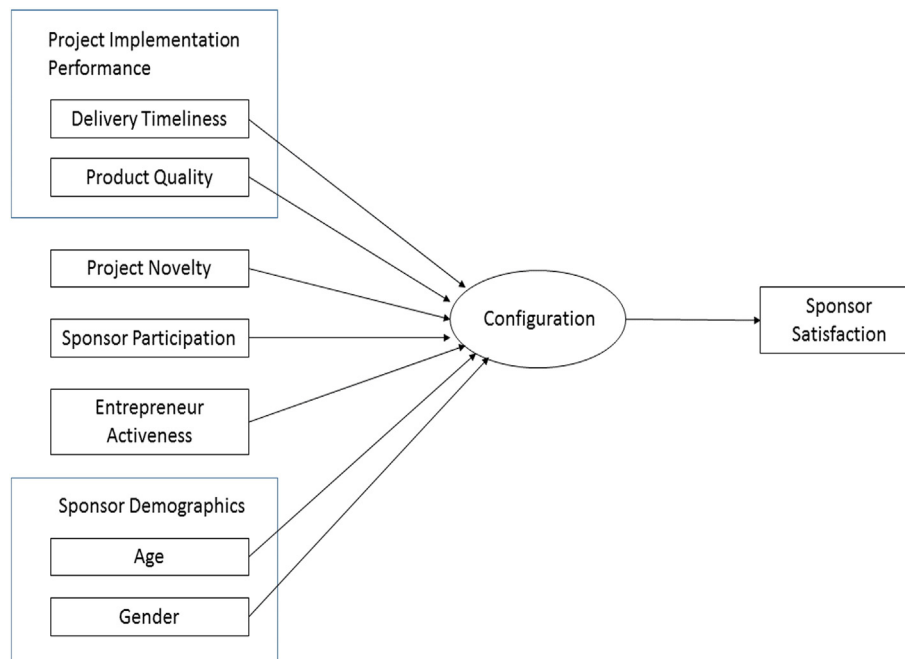 Project Implementation
Performance
Delivery Timeliness
Product Quality
Project Novelty
Sponsor Participation
Entrepreneur
Activeness
Sponsor Demographics
Age
Gender
Configuration
Sponsor
Satisfaction